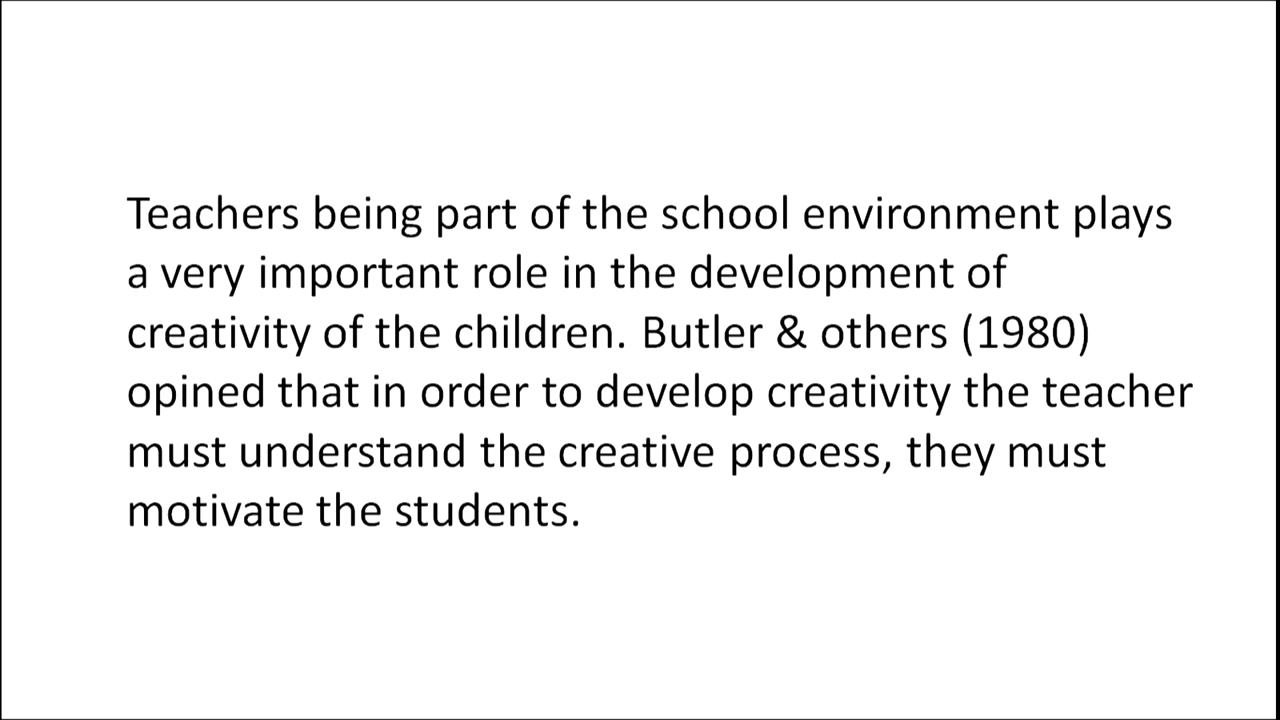 Teachers being part of the school environment plays
a very important role in the development of
creativity of the children. Butler & others (1980)
opined that in order to develop creativity the teacher
must understand the creative process, they must
motivate the students.